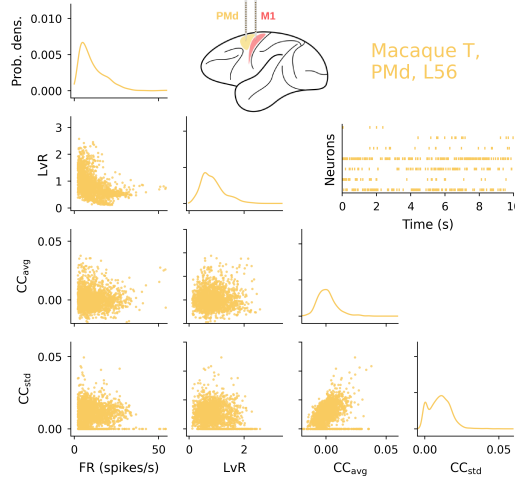 PMd M1
Macaque T,
PMd, L56
Prob. dens.
0.010
0.005
0.000
LvR
3
2
1
0
Neurons
0 2 4 6 8 10
Time (s)
CCavg
0.05
0.00
CCstd
0.05
0.00
0 50
FR (spikes/s)
0 2
LvR
0.00 0.05
CCavg
0.00 0.05
CCstd